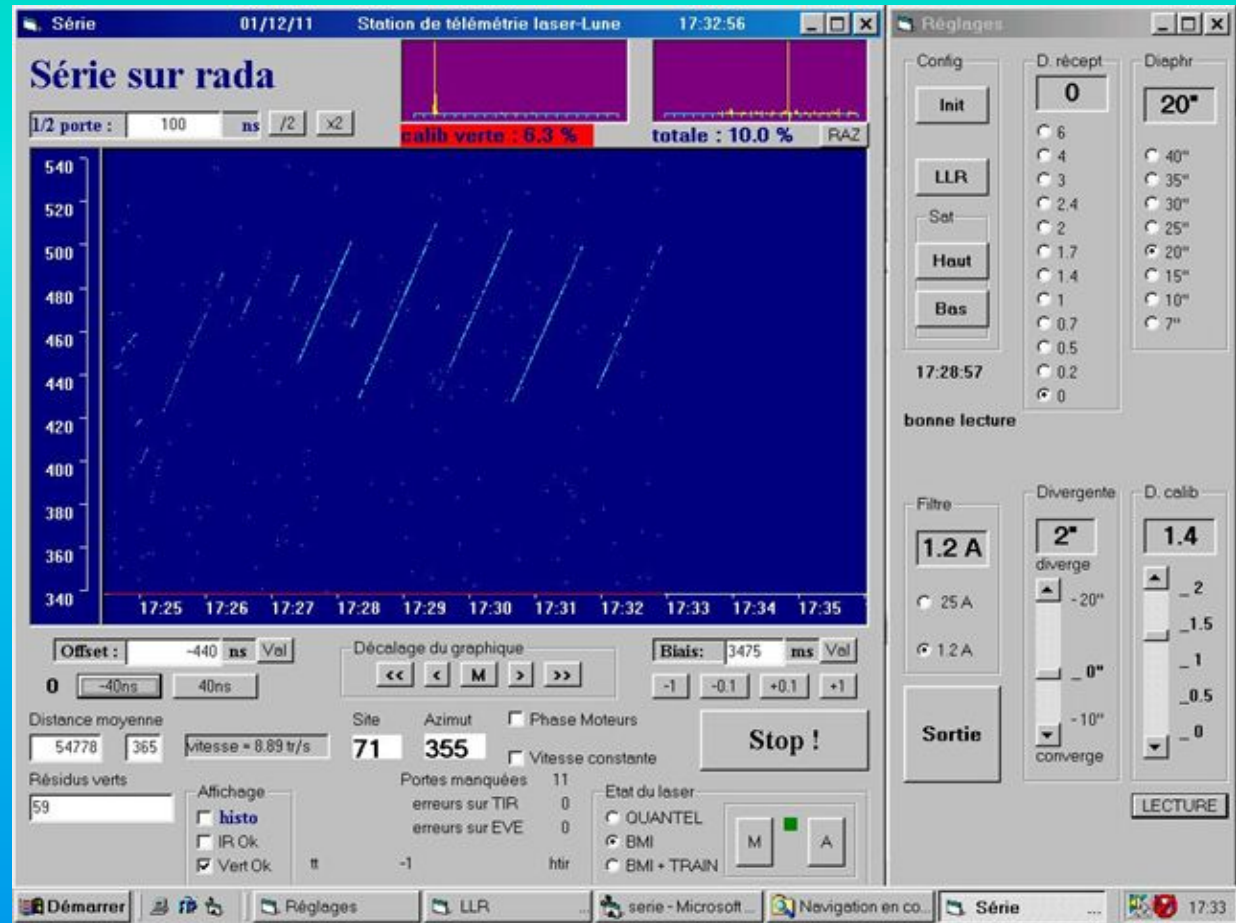 Série 01/12/11 Station de télémétrie laser-Lune 17:32:56
Série sur rada
1/2 porte : 100 ns /2 x2
calib verte : 6.3 % totale : 10.0 % RAZ
540
520
500
480
460
440
420
400
380
360
340
17:25 17:26 17:27 17:28 17:29 17:30 17:31 17:32 17:33 17:34 17:35
Offset : -440 ns Val
0 -40ns 40ns
Décalage du graphique
<< < M > >>
Biais: 3475 ms Val
-1 -0.1 +0.1 +1
Distance moyenne
54778 365 vitesse = 8.89 tr/s
Site Azimut
71 355
Phase Moteurs
Vitesse constante
Stop !
Résidus verts
59
Affichage
histo
IR Ok
Vert Ok
Portes manquées 11
erreurs sur TIR 0
erreurs sur EVE 0
tt -1 htir
Etat du laser
QUANTEL
BMI
BMI + TRAIN
M A
Réglages
Config
Init
LLR
Sat
Haut
Bas
17:28:57
bonne lecture
D. récept
0
6
4
3
2.4
2
1.7
1.4
1
0.7
0.5
0.2
0
Diaphr
20"
40"
35"
30"
25"
20"
15"
10"
7"
Filtre
1.2 A
25 A
1.2 A
Sortie
Divergente
2"
diverge
-20"
_ 0"
-10"
converge
D. calib
1.4
_ 2
_1.5
_ 1
_0.5
_ 0
LECTURE
Démarrer Réglages LLR ... serie - Microsoft ... Navigation en co... Série ... 17:33